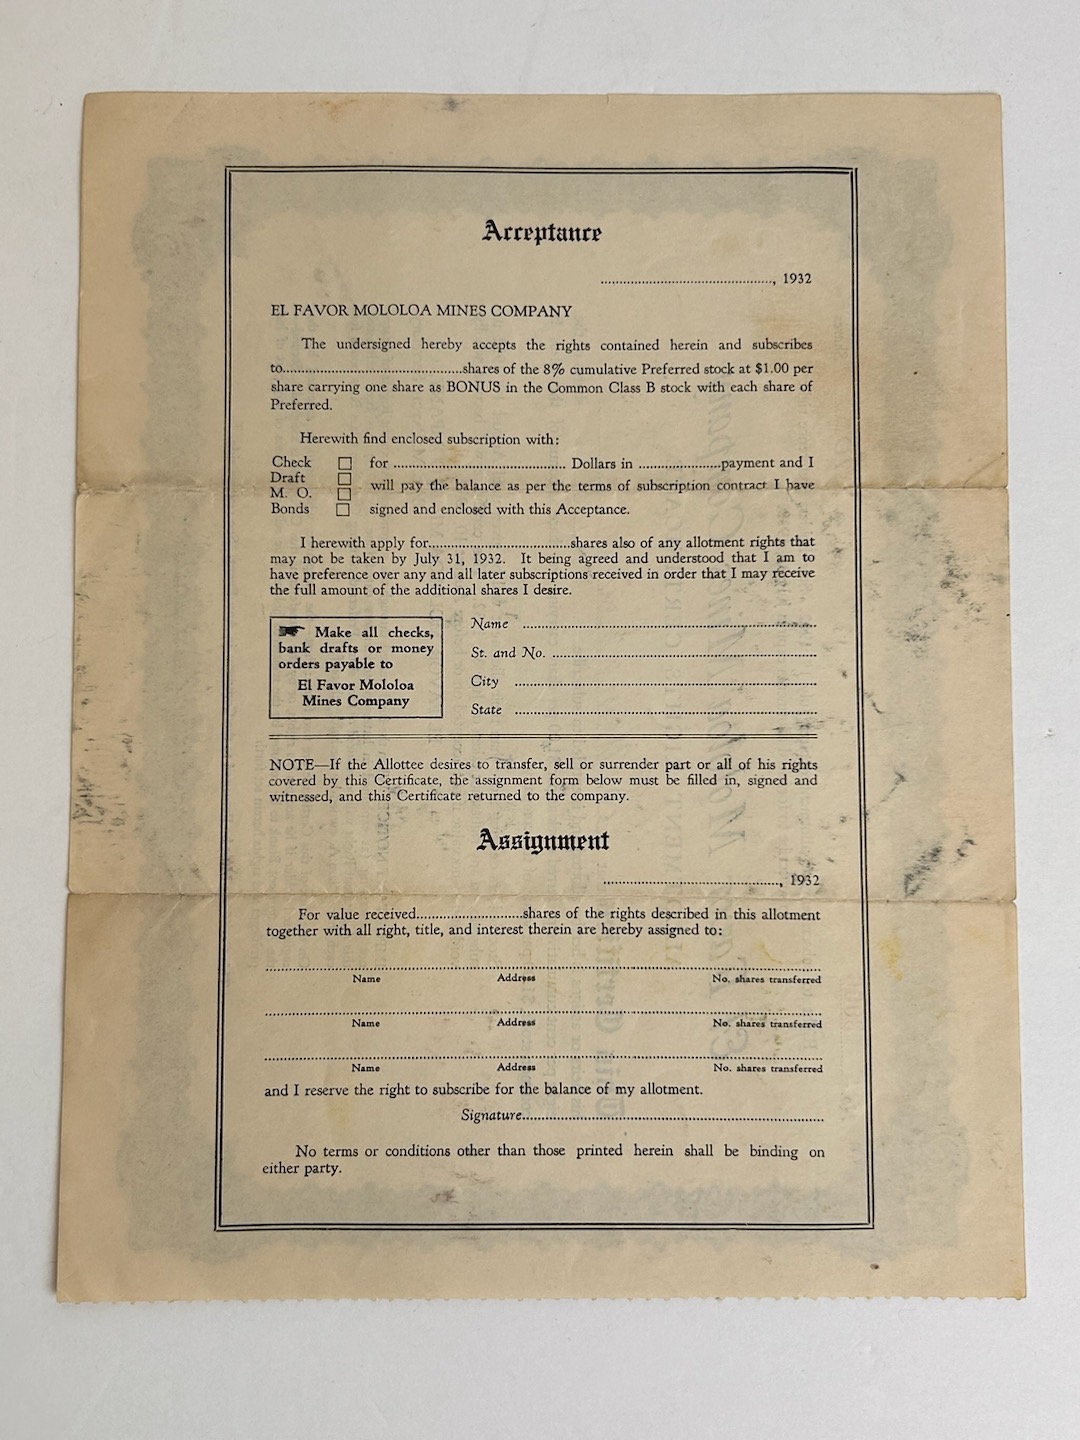 Acceptance
............................................, 1932
EL FAVOR MOLOLOA MINES COMPANY
The undersigned hereby accepts the rights contained herein and subscribes
to............................................shares of the 8% cumulative Preferred stock at $1.00 per
share carrying one share as BONUS in the Common Class B stock with each share of
Preferred.
Herewith find enclosed subscription with:
Check ☐ for ............................................ Dollars in .....................payment and I
Draft ☐
will pay the balance as per the terms of subscription contract I have
M. O. ☐
Bonds ☐ signed and enclosed with this Acceptance.
I herewith apply for....................................shares also of any allotment rights that
may not be taken by July 31, 1932. It being agreed and understood that I am to
have preference over any and all later subscriptions received in order that I may receive
the full amount of the additional shares I desire.
☛ Make all checks,
bank drafts or money
orders payable to
El Favor Mololoa
Mines Company
Name ............................................
St. and No. ............................................
City ............................................
State ............................................
NOTE—If the Allottee desires to transfer, sell or surrender part or all of his rights
covered by this Certificate, the assignment form below must be filled in, signed and
witnessed, and this Certificate returned to the company.
Assignment
............................................, 1932
For value received...........................shares of the rights described in this allotment
together with all right, title, and interest therein are hereby assigned to:
Name Address No. shares transferred
Name Address No. shares transferred
Name Address No. shares transferred
and I reserve the right to subscribe for the balance of my allotment.
Signature............................................
No terms or conditions other than those printed herein shall be binding on
either party.